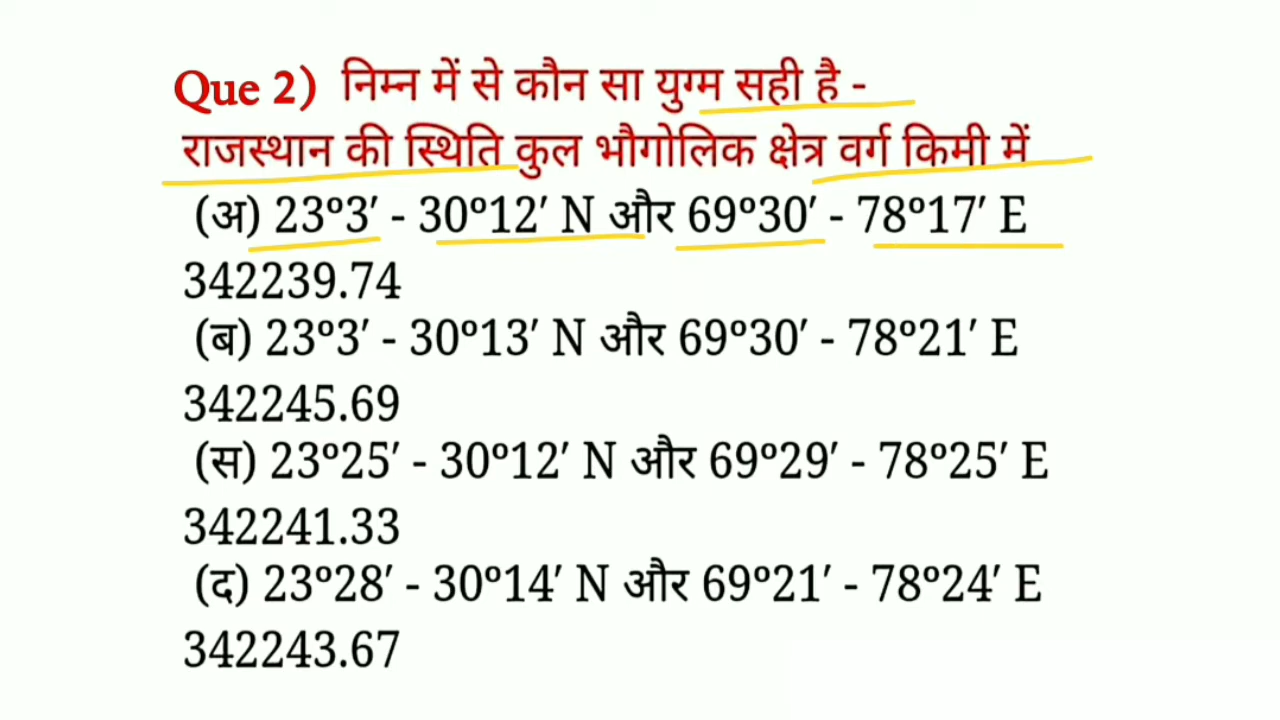 Que 2) निम्न में से कौन सा युग्म सही है -
राजस्थान की स्थिति कुल भौगोलिक क्षेत्र वर्ग किमी में
(अ) 23º3′ - 30º12′ N और 69º30′ - 78º17′ E
342239.74
(ब) 23º3′ - 30º13′ N और 69º30′ - 78º21′ E
342245.69
(स) 23º25′ - 30º12′ N और 69º29′ - 78º25′ E
342241.33
(द) 23º28′ - 30º14′ N और 69º21′ - 78º24′ E
342243.67